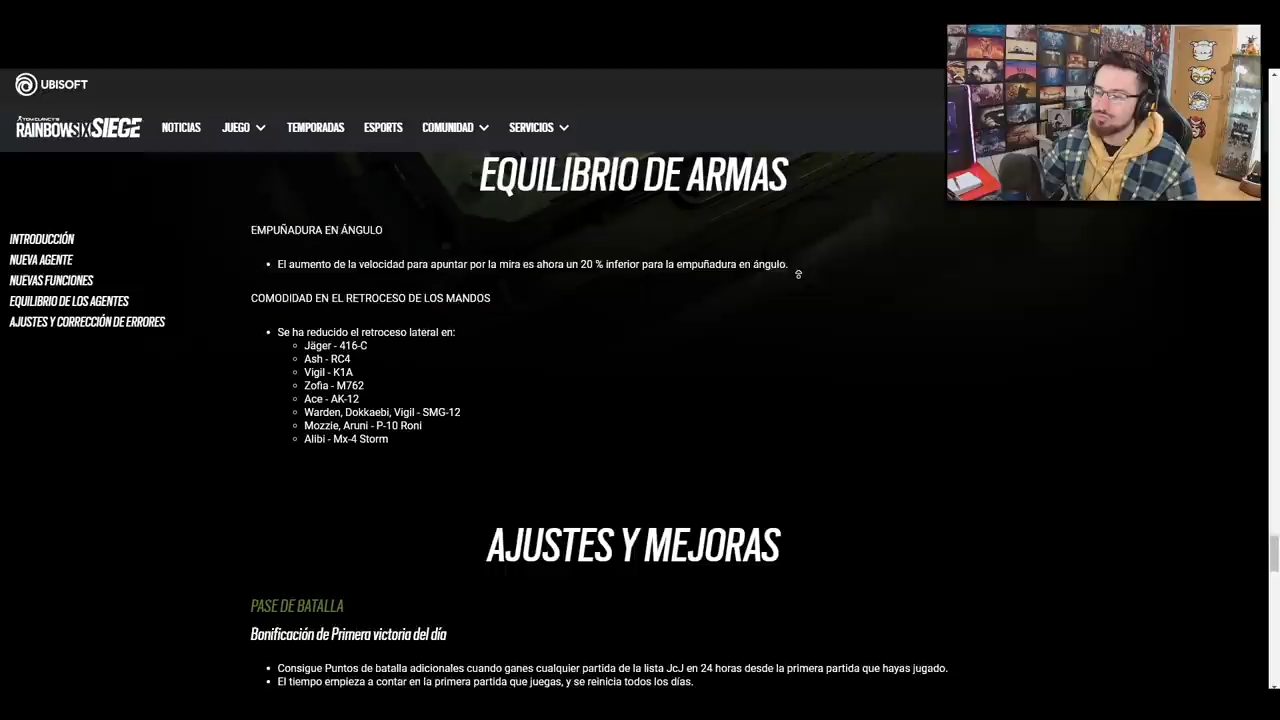 UBISOFT
TOM CLANCY'S
RAINBOWSIX SIEGE
NOTICIAS
JUEGO
TEMPORADAS
ESPORTS
COMUNIDAD
SERVICIOS
EQUILIBRIO DE ARMAS
INTRODUCCIÓN
NUEVA AGENTE
NUEVAS FUNCIONES
EQUILIBRIO DE LOS AGENTES
AJUSTES Y CORRECCIÓN DE ERRORES
EMPUÑADURA EN ÁNGULO
El aumento de la velocidad para apuntar por la mira es ahora un 20 % inferior para la empuñadura en ángulo.
COMODIDAD EN EL RETROCESO DE LOS MANDOS
Se ha reducido el retroceso lateral en:
Jäger - 416-C
Ash - RC4
Vigil - K1A
Zofia - M762
Ace - AK-12
Warden, Dokkaebi, Vigil - SMG-12
Mozzie, Aruni - P-10 Roni
Alibi - Mx-4 Storm
AJUSTES Y MEJORAS
PASE DE BATALLA
Bonificación de Primera victoria del día
Consigue Puntos de batalla adicionales cuando ganes cualquier partida de la lista JcJ en 24 horas desde la primera partida que hayas jugado.
El tiempo empieza a contar en la primera partida que juegas, y se reinicia todos los días.